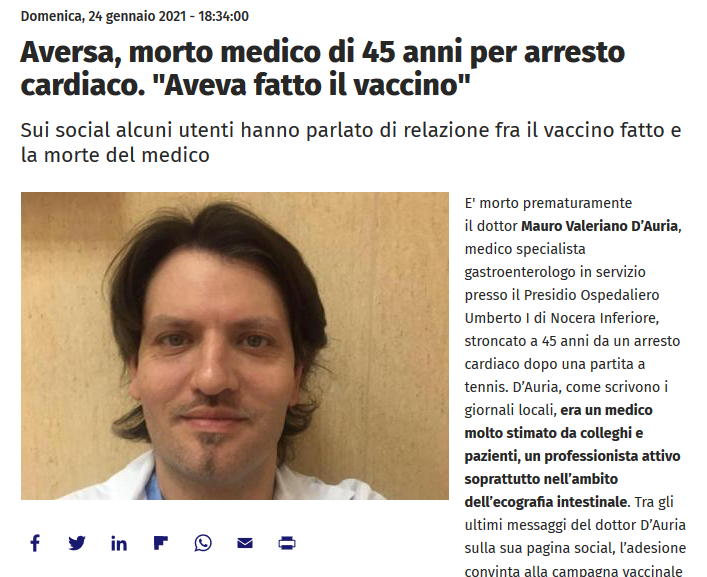 Domenica, 24 gennaio 2021 - 18:34:00
Aversa, morto medico di 45 anni per arresto
cardiaco. "Aveva fatto il vaccino"
Sui social alcuni utenti hanno parlato di relazione fra il vaccino fatto e
la morte del medico
E' morto prematuramente
il dottor Mauro Valeriano D’Auria,
medico specialista
gastroenterologo in servizio
presso il Presidio Ospedaliero
Umberto I di Nocera Inferiore,
stroncato a 45 anni da un arresto
cardiaco dopo una partita a
tennis. D’Auria, come scrivono i
giornali locali, era un medico
molto stimato da colleghi e
pazienti, un professionista attivo
soprattutto nell’ambito
dell’ecografia intestinale. Tra gli
ultimi messaggi del dottor D’Auria
sulla sua pagina social, l’adesione
convinta alla campagna vaccinale